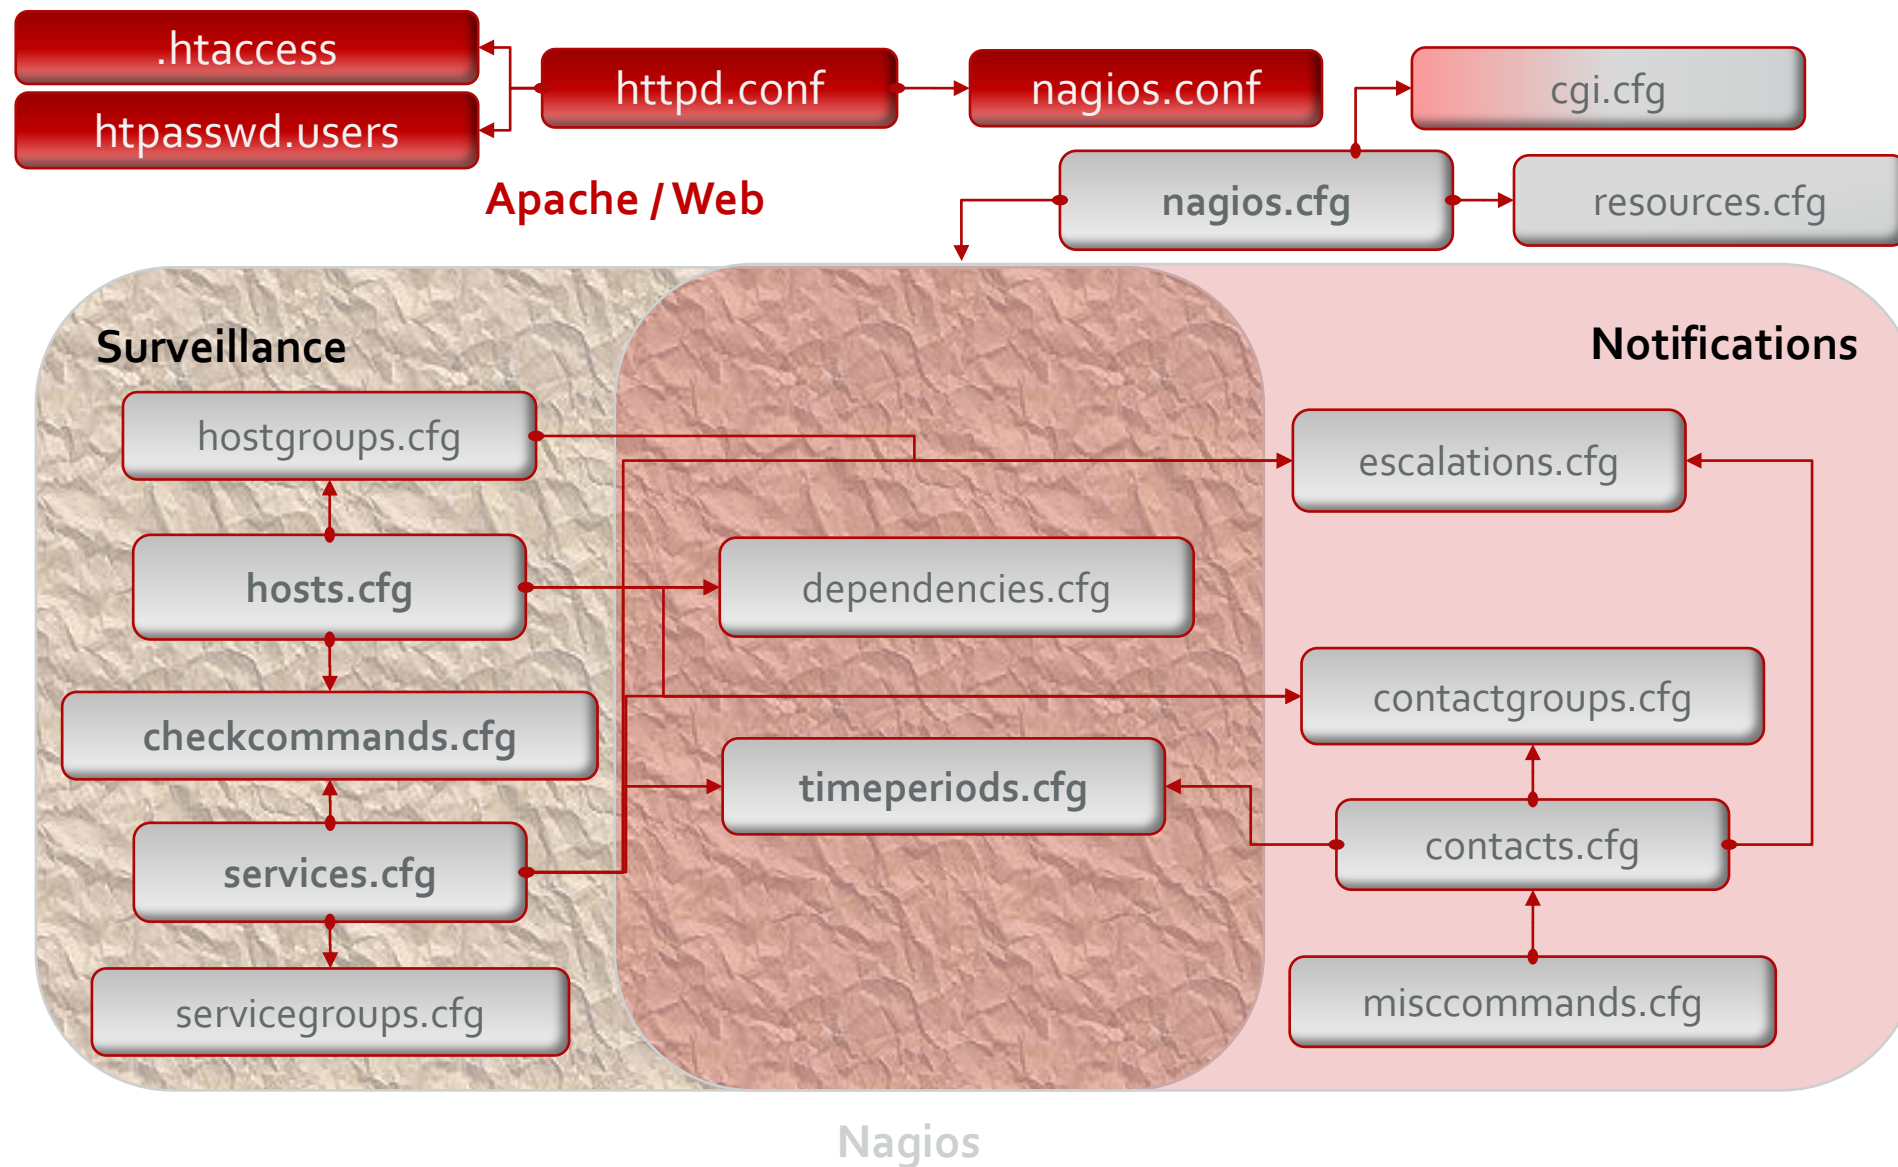 .htaccess
httpd.conf
nagios.conf
cgi.cfg
htpasswd.users
Apache / Web
nagios.cfg
resources.cfg
Surveillance
Notifications
hostgroups.cfg
escalations.cfg
hosts.cfg
dependencies.cfg
contactgroups.cfg
checkcommands.cfg
timeperiods.cfg
contacts.cfg
services.cfg
misccommands.cfg
servicegroups.cfg
Nagios